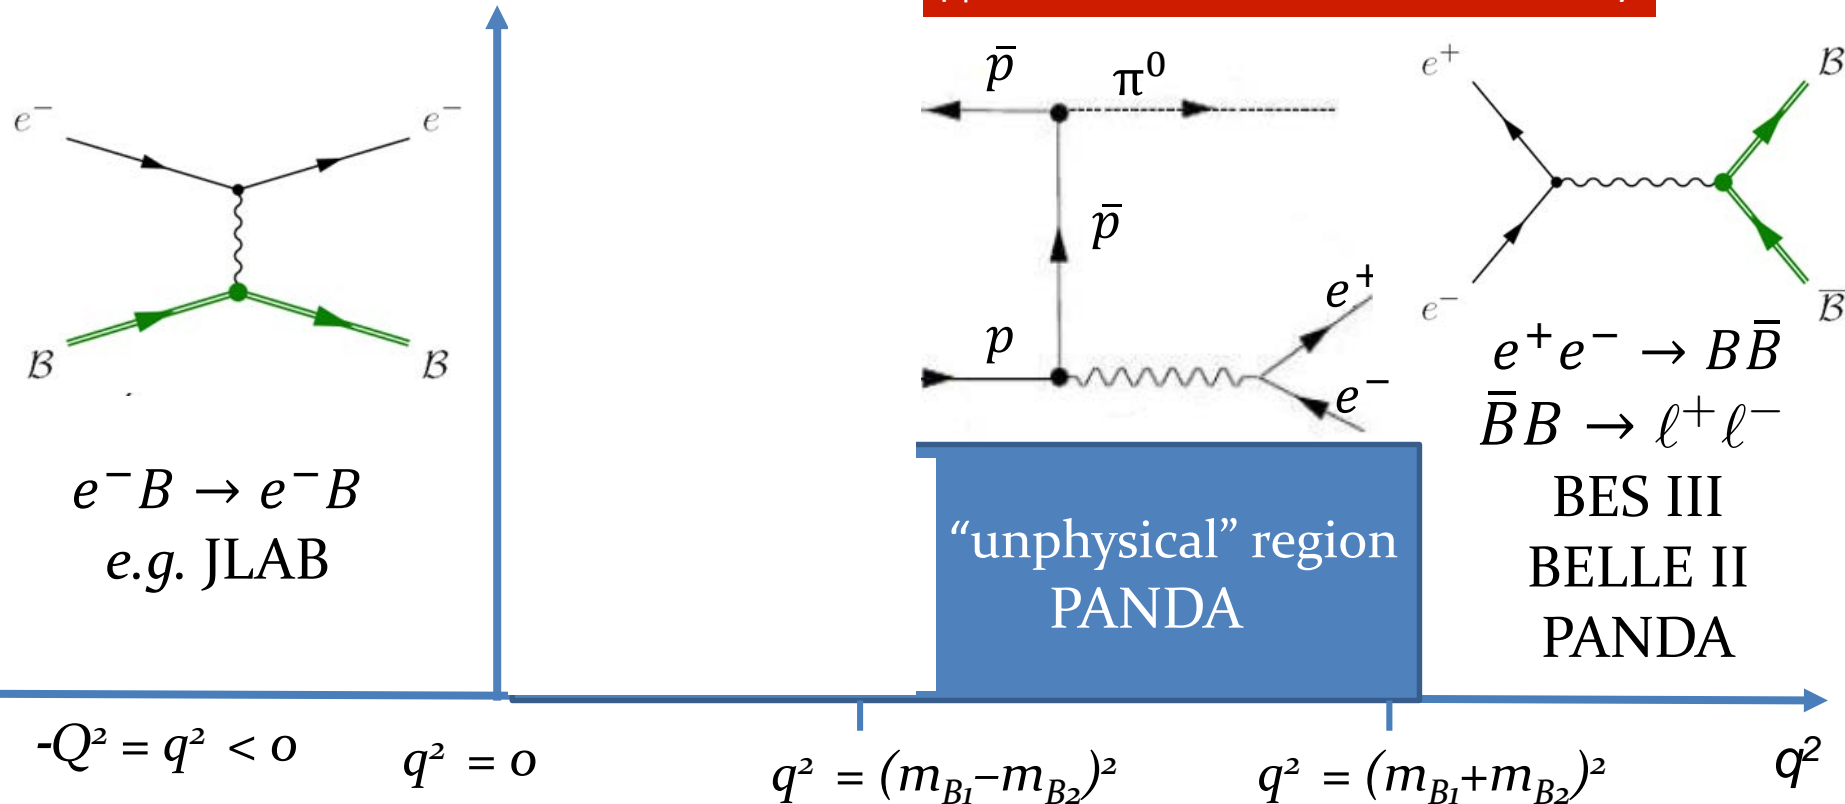 e⁻ e⁻
B B
e⁻B → e⁻B
e.g. JLAB
p̄ π⁰
p̄
p e⁺
e⁻
"unphysical" region
PANDA
e⁺ ℬ
e⁻ ℬ̅
e⁺e⁻ → BB̄
B̄B → ℓ⁺ℓ⁻
BES III
BELLE II
PANDA
-Q² = q² < 0
q² = 0
q² = (m_B1−m_B2)²
q² = (m_B1+m_B2)²
q²